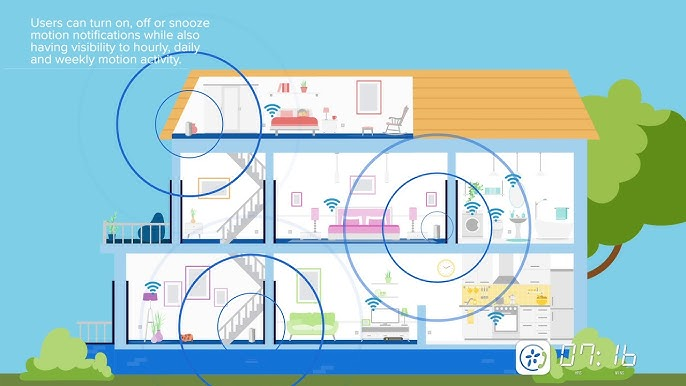 Users can turn on, off or snooze
motion notifications while also
having visibility to hourly, daily
and weekly motion activity.
07:16